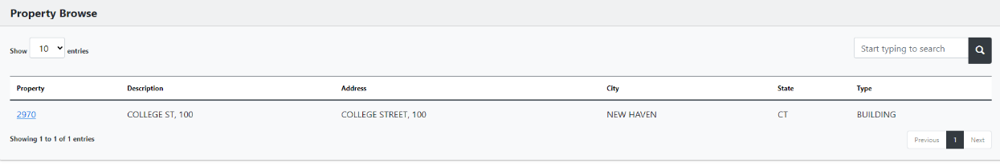 Property Browse
Show 10 entries
Start typing to search
Property Description Address City State Type
2970 COLLEGE ST, 100 COLLEGE STREET, 100 NEW HAVEN CT BUILDING
Showing 1 to 1 of 1 entries
Previous 1 Next